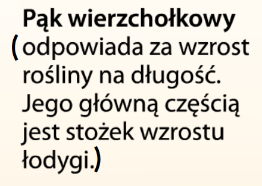 Pąk wierzchołkowy
(odpowiada za wzrost
rośliny na długość.
Jego główną częścią
jest stożek wzrostu
łodygi.)